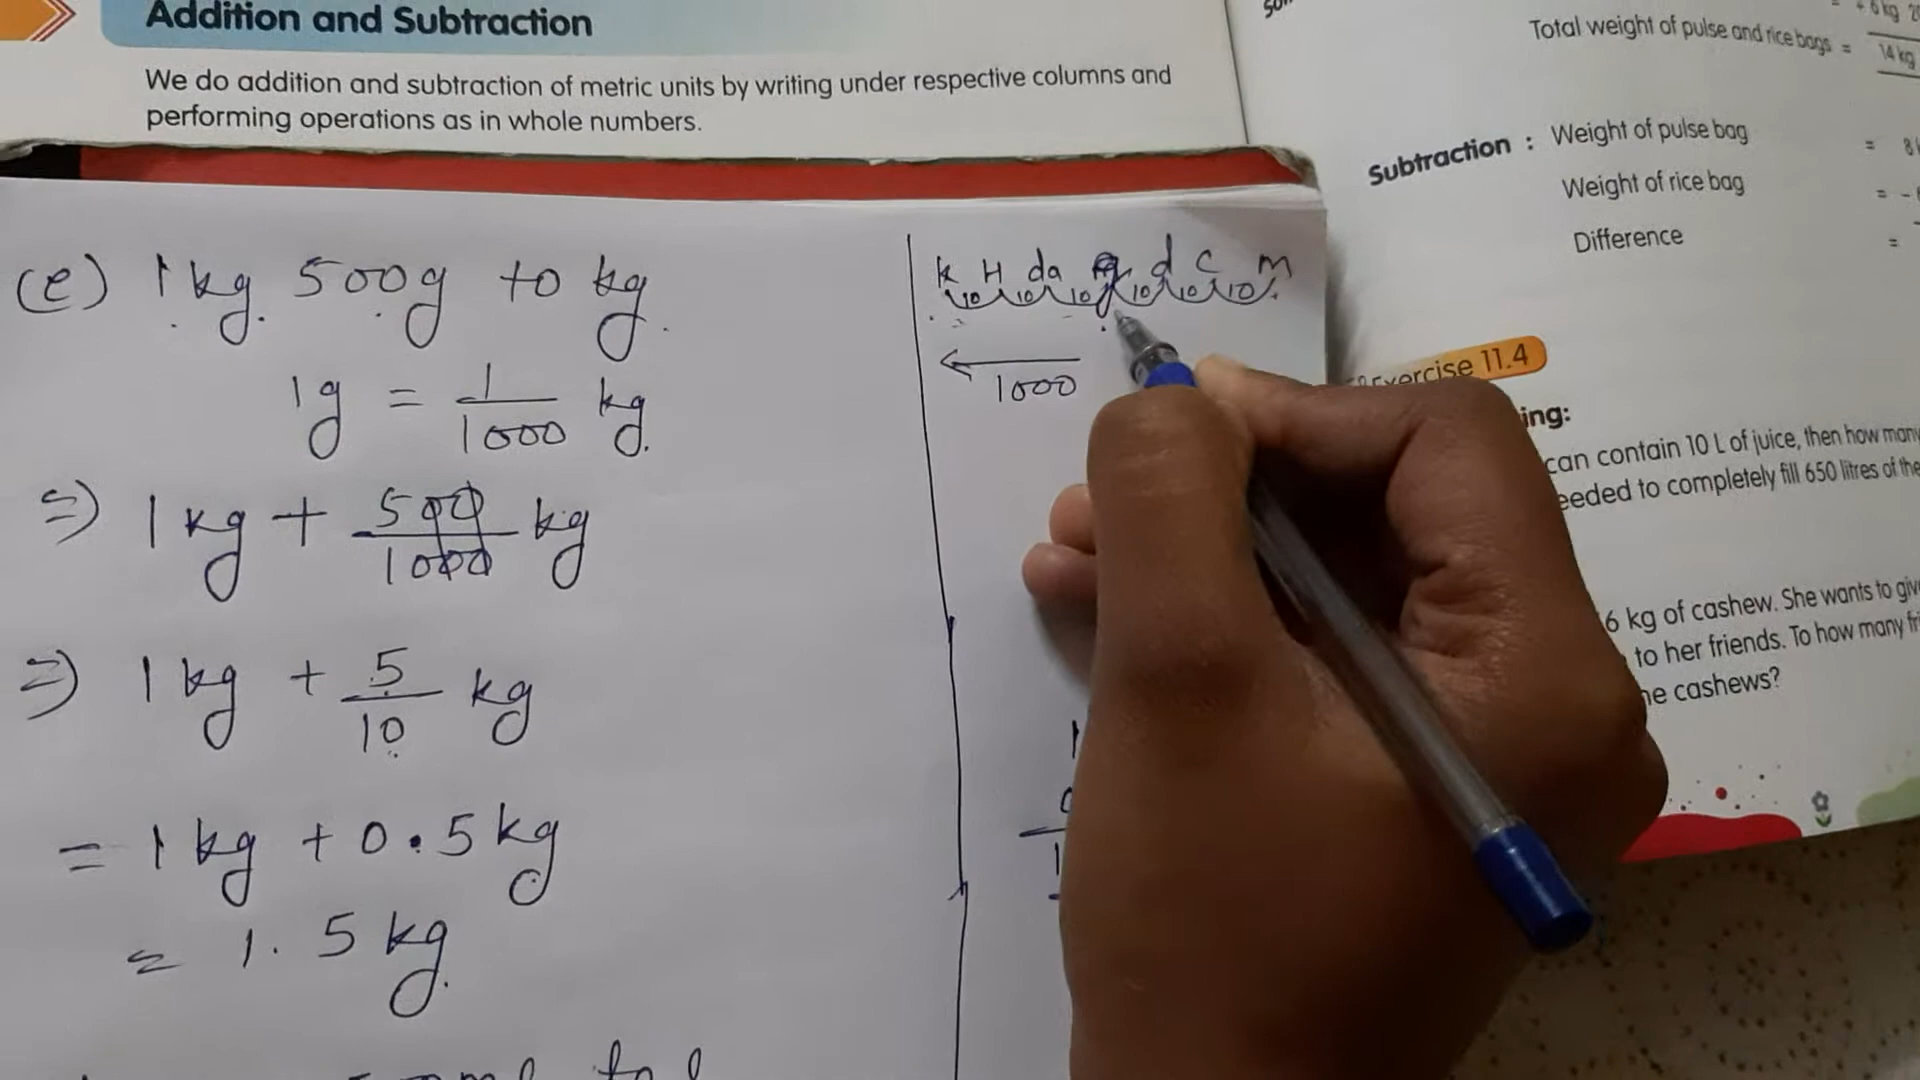 Addition and Subtraction
We do addition and subtraction of metric units by writing under respective columns and
performing operations as in whole numbers.
(e) 1 kg 500g to kg
1g = 1/1000 kg.
=> 1 kg + 500/1000 kg
=> 1 kg + 5/10 kg
= 1 kg + 0.5 kg
= 1.5 kg.
K H da g d C m
10 10 10 10 10 10
1000
Total weight of pulse and rice bags = 14 kg
Subtraction : Weight of pulse bag = 8
Weight of rice bag = -
Difference =
Exercise 11.4
ing:
can contain 10 L of juice, then how many
eeded to completely fill 650 litres of the
6 kg of cashew. She wants to giv
to her friends. To how many fr
he cashews?